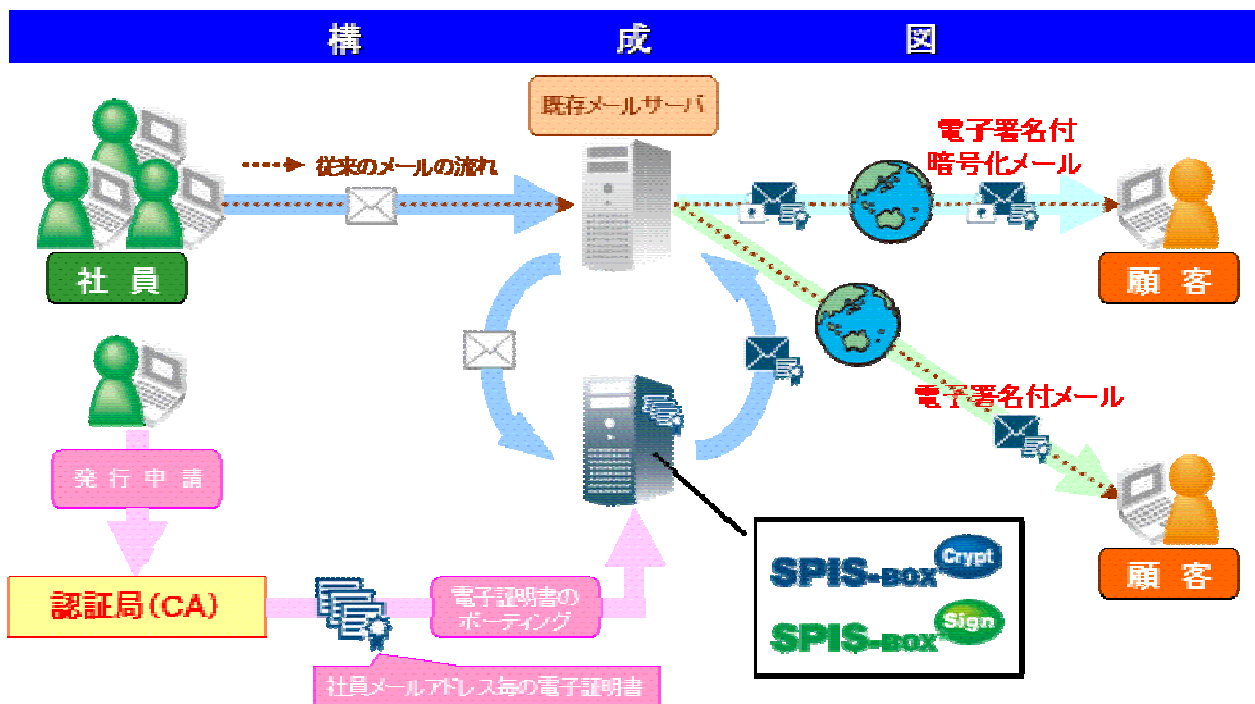 構成図
既存メールサーバ
従来のメールの流れ
電子署名付
暗号化メール
社員
顧客
電子署名付メール
発行申請
顧客
認証局(CA)
電子証明書の
ポーティング
社員メールアドレス毎の電子証明書
SPIS-BOX Crypt
SPIS-BOX Sign